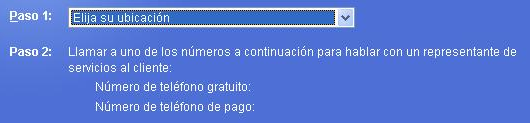 Paso 1: Elija su ubicación
Paso 2: Llamar a uno de los números a continuación para hablar con un representante de
servicios al cliente:
Número de teléfono gratuito:
Número de teléfono de pago: